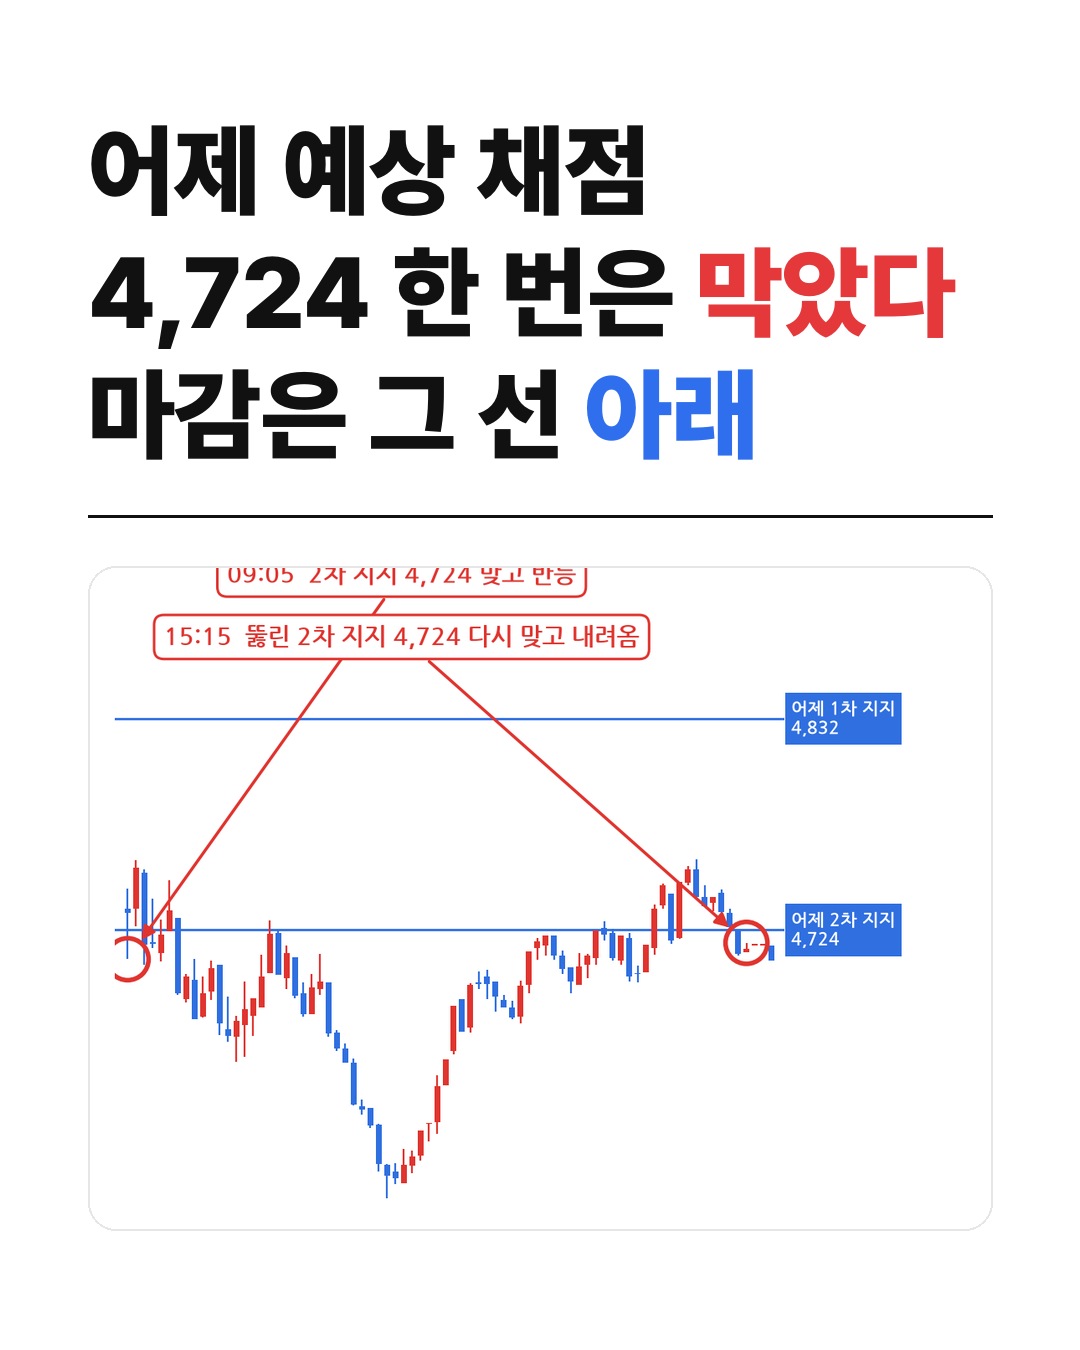 어제 예상 채점
4,724 한 번은 막았다
마감은 그 선 아래
09:05 2차 지지 4,724 맞고 반등
15:15 뚫린 2차 지지 4,724 다시 맞고 내려옴
어제 1차 지지
4,832
어제 2차 지지
4,724